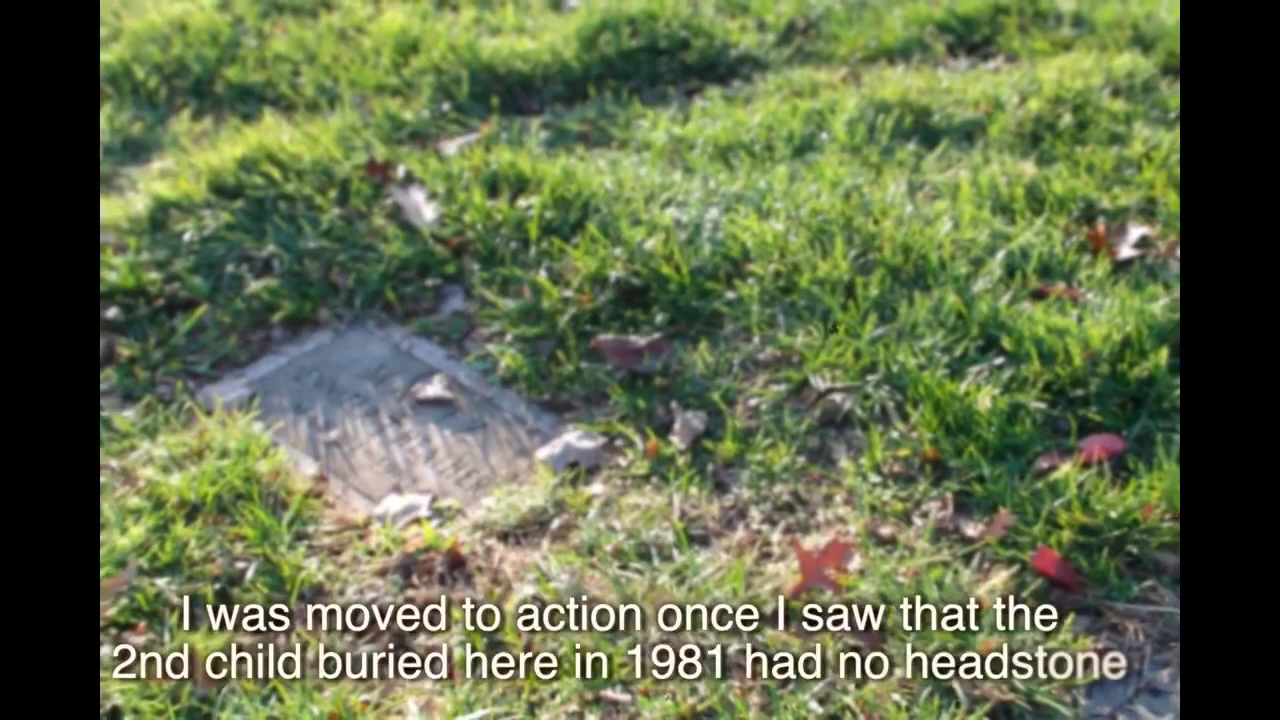 I was moved to action once I saw that the
2nd child buried here in 1981 had no headstone